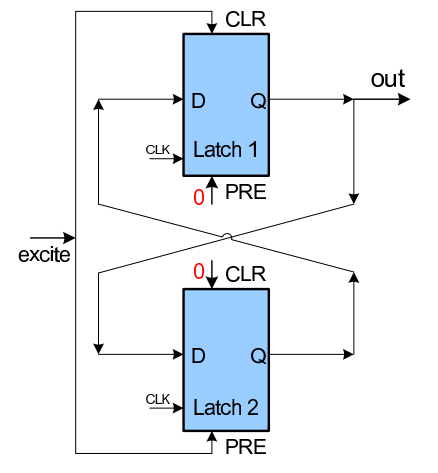 CLR
out
D
Q
CLK
Latch 1
0
PRE
excite
0
CLR
D
Q
CLK
Latch 2
PRE